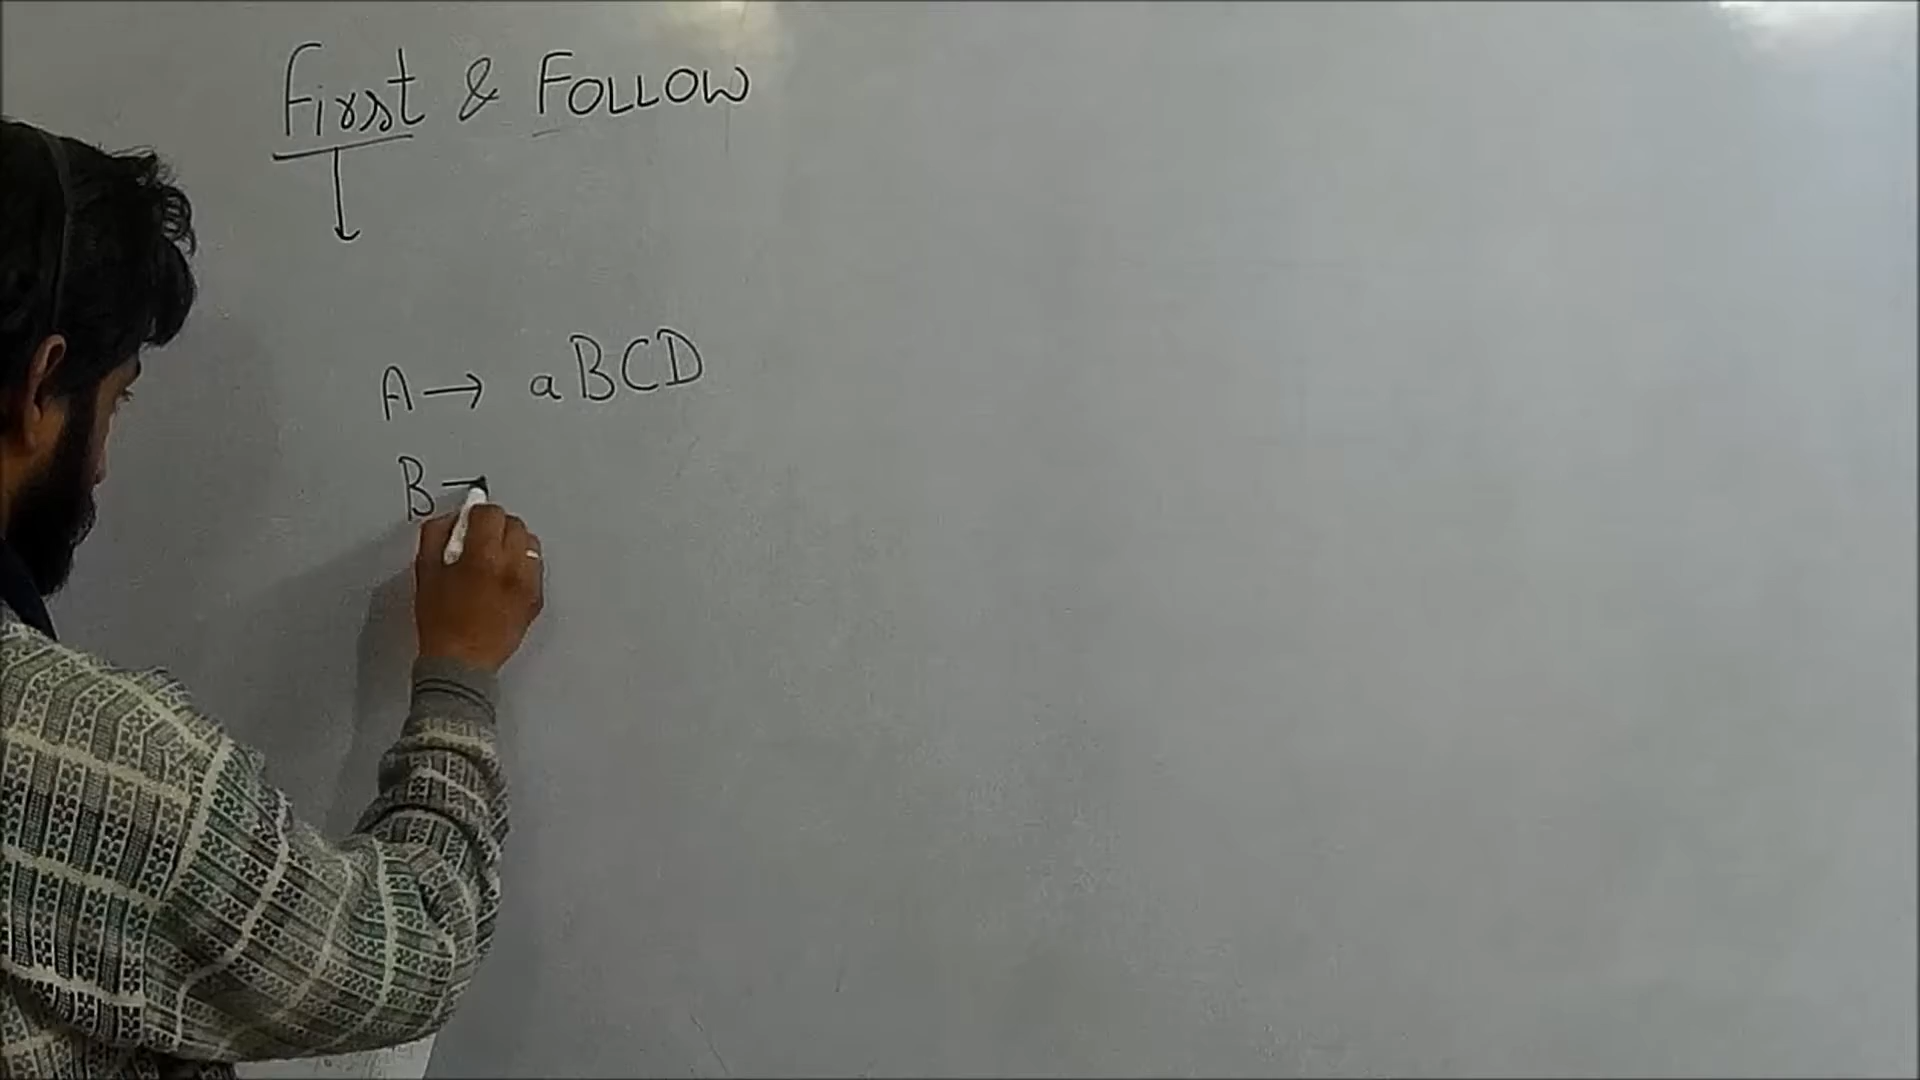 First & FOLLOW
A → aBCD
B →